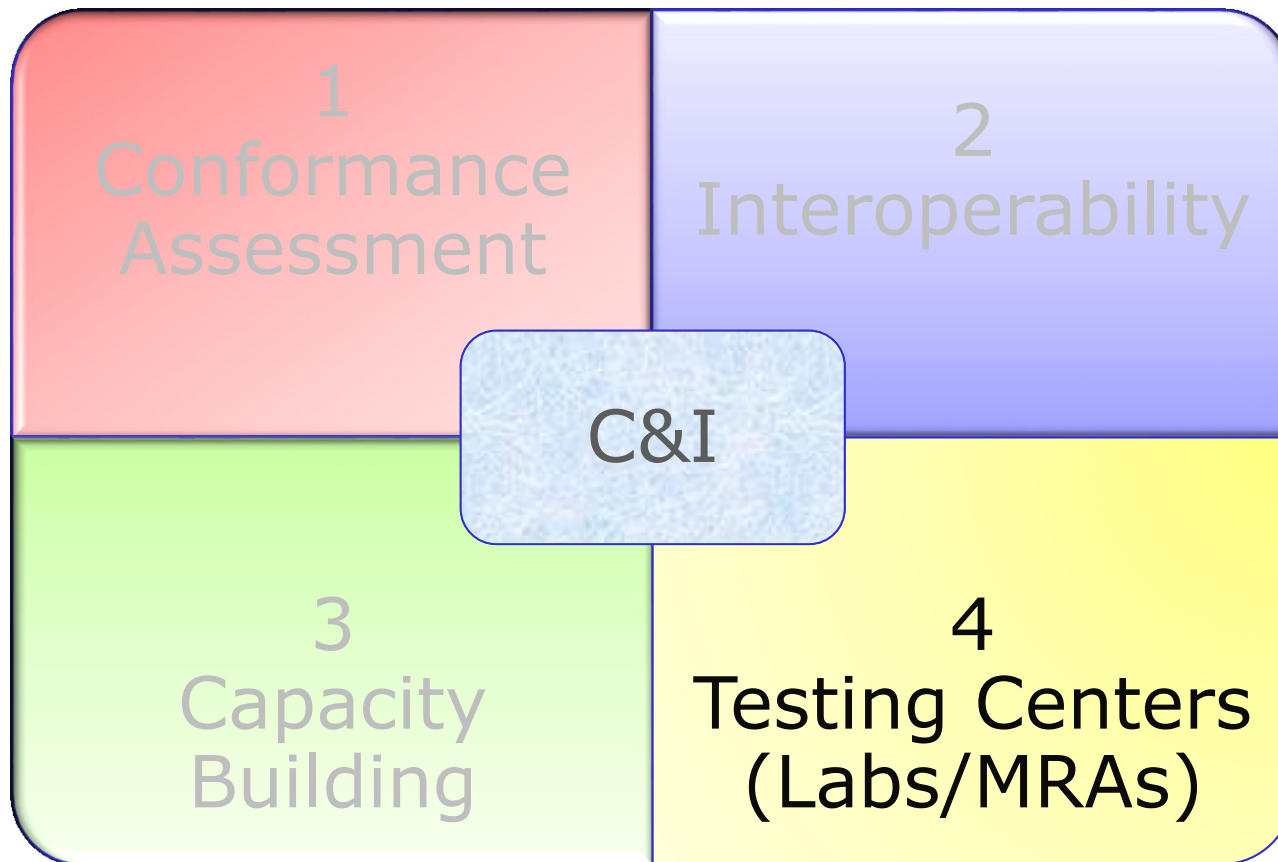 1
Conformance
Assessment
2
Interoperability
C&I
3
Capacity
Building
4
Testing Centers
(Labs/MRAs)